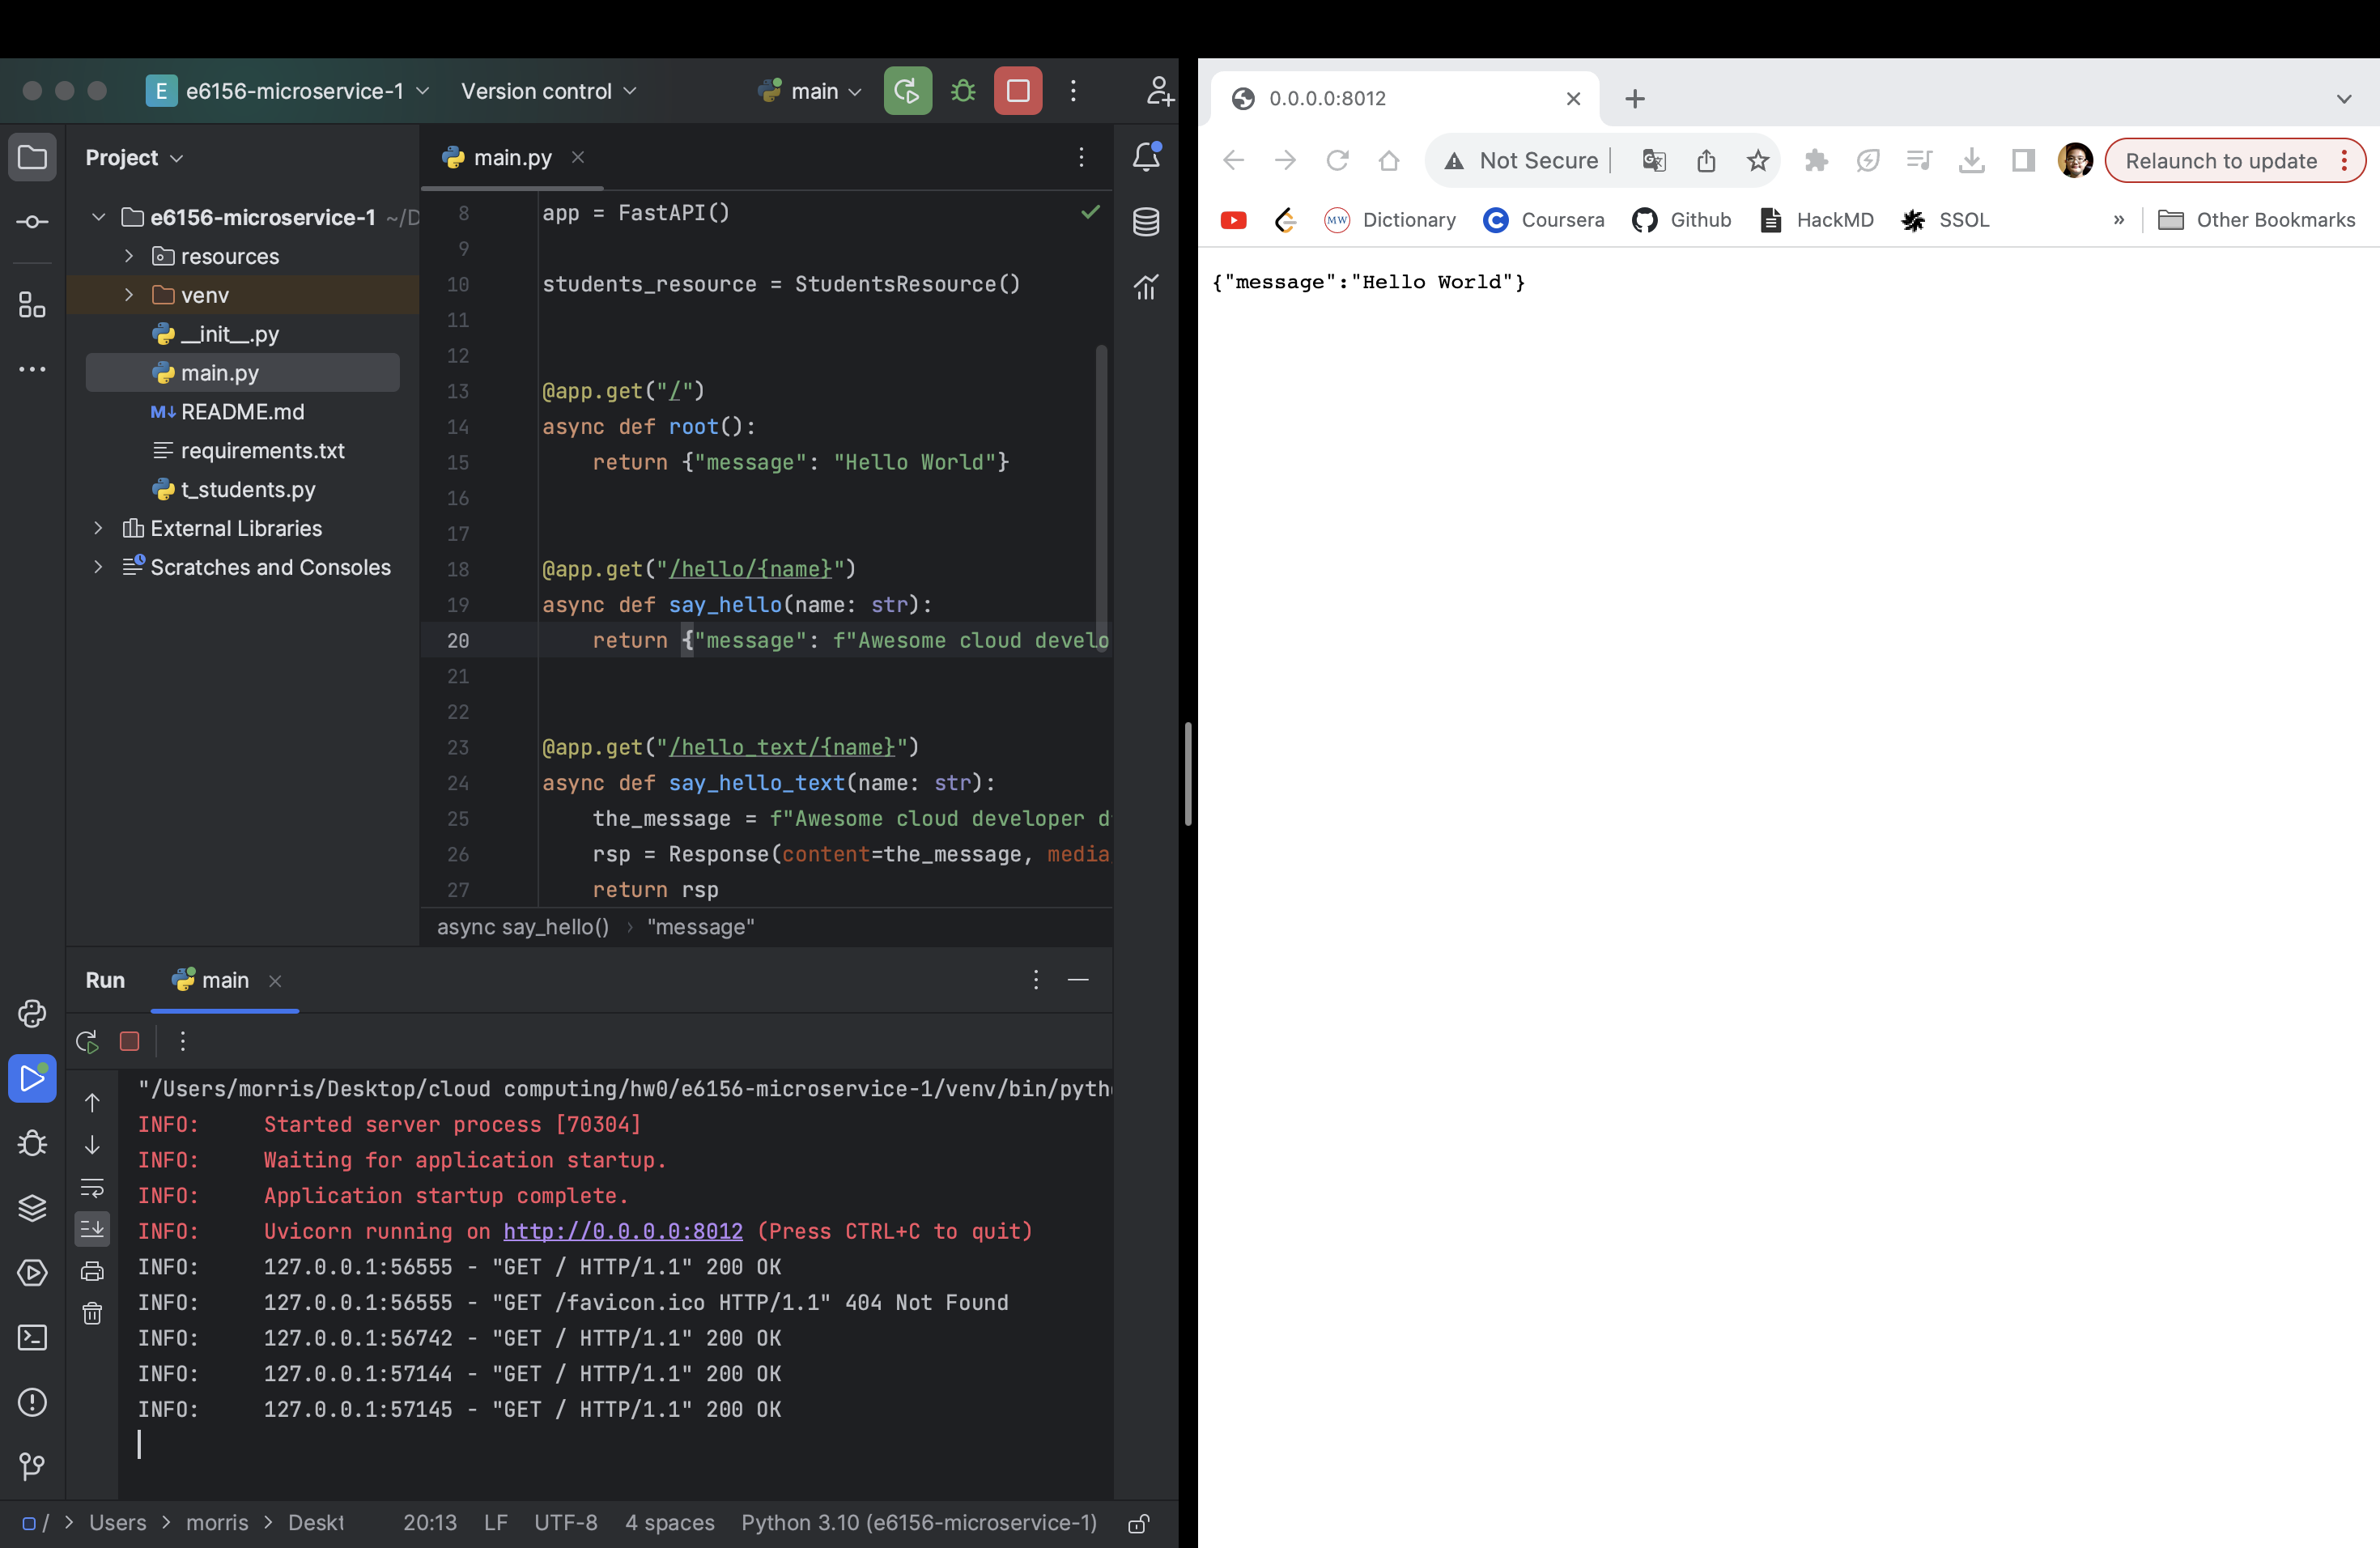 E e6156-microservice-1 Version control main
Project
e6156-microservice-1 ~/D
resources
venv
__init__.py
main.py
M↓ README.md
requirements.txt
t_students.py
External Libraries
Scratches and Consoles
main.py
8 app = FastAPI()
9
10 students_resource = StudentsResource()
11
12
13 @app.get("/")
14 async def root():
15 return {"message": "Hello World"}
16
17
18 @app.get("/hello/{name}")
19 async def say_hello(name: str):
20 return {"message": f"Awesome cloud develo
21
22
23 @app.get("/hello_text/{name}")
24 async def say_hello_text(name: str):
25 the_message = f"Awesome cloud developer d
26 rsp = Response(content=the_message, media
27 return rsp
async say_hello() › "message"
Run main
"/Users/morris/Desktop/cloud computing/hw0/e6156-microservice-1/venv/bin/pytho
INFO: Started server process [70304]
INFO: Waiting for application startup.
INFO: Application startup complete.
INFO: Uvicorn running on http://0.0.0.0:8012 (Press CTRL+C to quit)
INFO: 127.0.0.1:56555 - "GET / HTTP/1.1" 200 OK
INFO: 127.0.0.1:56555 - "GET /favicon.ico HTTP/1.1" 404 Not Found
INFO: 127.0.0.1:56742 - "GET / HTTP/1.1" 200 OK
INFO: 127.0.0.1:57144 - "GET / HTTP/1.1" 200 OK
INFO: 127.0.0.1:57145 - "GET / HTTP/1.1" 200 OK
/ › Users › morris › Deskt 20:13 LF UTF-8 4 spaces Python 3.10 (e6156-microservice-1)
0.0.0.0:8012
Not Secure Relaunch to update
MW Dictionary Coursera Github HackMD SSOL » Other Bookmarks
{"message":"Hello World"}